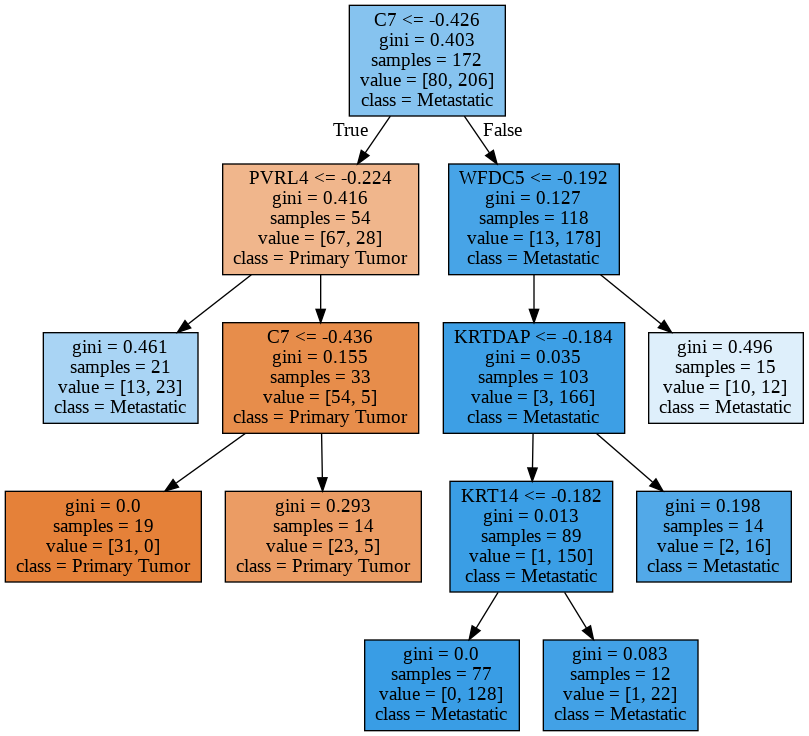 C7 <= -0.426
gini = 0.403
samples = 172
value = [80, 206]
class = Metastatic
True
False
PVRL4 <= -0.224
gini = 0.416
samples = 54
value = [67, 28]
class = Primary Tumor
WFDC5 <= -0.192
gini = 0.127
samples = 118
value = [13, 178]
class = Metastatic
gini = 0.461
samples = 21
value = [13, 23]
class = Metastatic
C7 <= -0.436
gini = 0.155
samples = 33
value = [54, 5]
class = Primary Tumor
KRTDAP <= -0.184
gini = 0.035
samples = 103
value = [3, 166]
class = Metastatic
gini = 0.496
samples = 15
value = [10, 12]
class = Metastatic
gini = 0.0
samples = 19
value = [31, 0]
class = Primary Tumor
gini = 0.293
samples = 14
value = [23, 5]
class = Primary Tumor
KRT14 <= -0.182
gini = 0.013
samples = 89
value = [1, 150]
class = Metastatic
gini = 0.198
samples = 14
value = [2, 16]
class = Metastatic
gini = 0.0
samples = 77
value = [0, 128]
class = Metastatic
gini = 0.083
samples = 12
value = [1, 22]
class = Metastatic